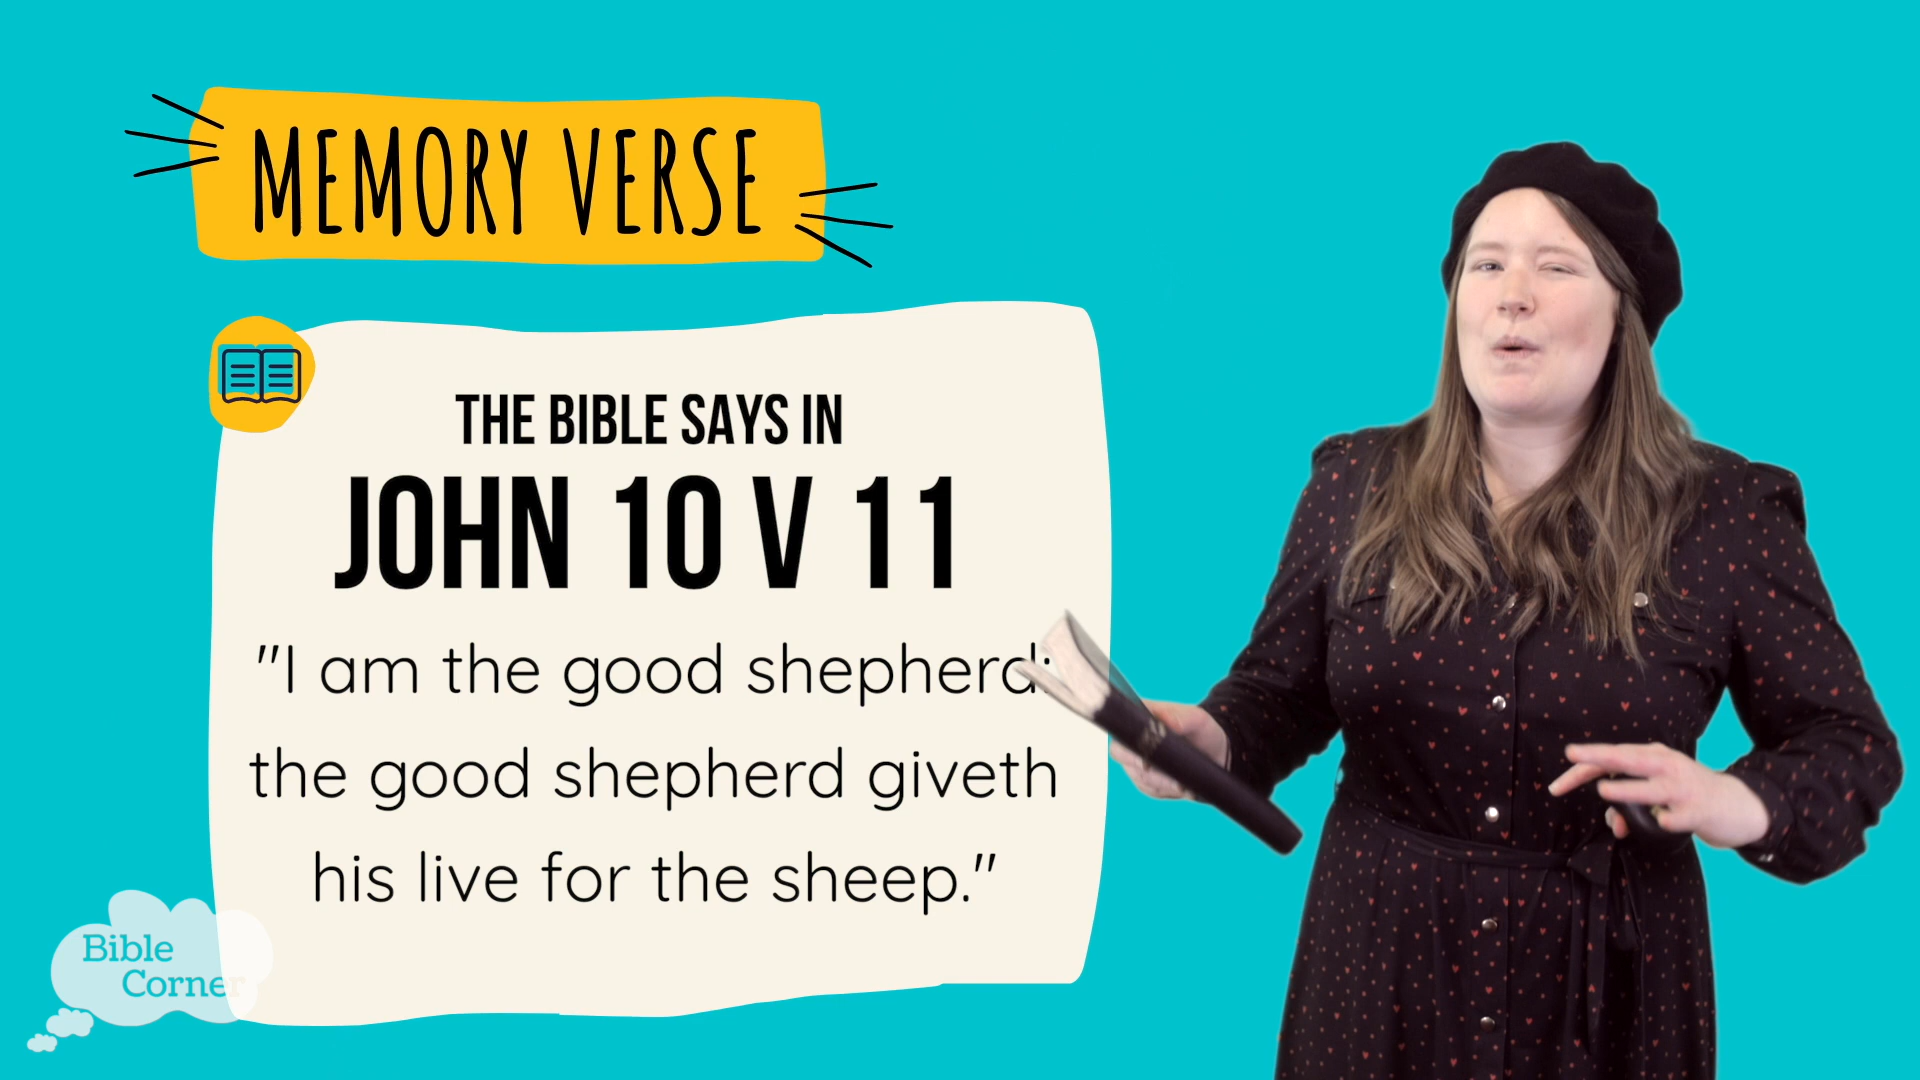 MEMORY VERSE
THE BIBLE SAYS IN
JOHN 10 V 11
"I am the good shepherd:
the good shepherd giveth
his live for the sheep."
Bible
Corner